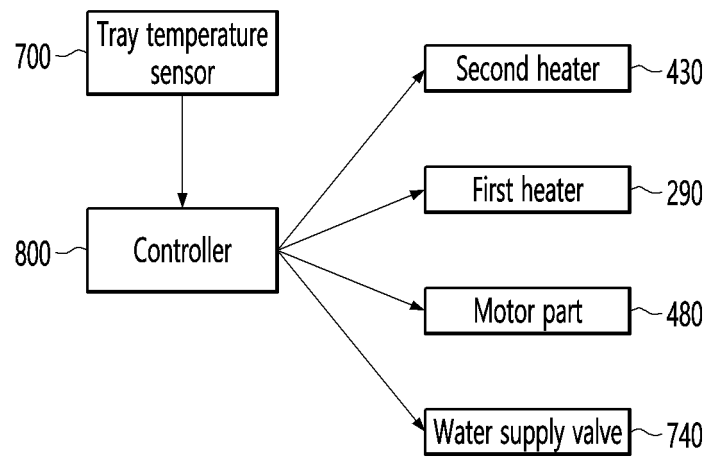 700
Tray temperature
sensor
Second heater
430
First heater
290
800
Controller
Motor part
480
Water supply valve
740